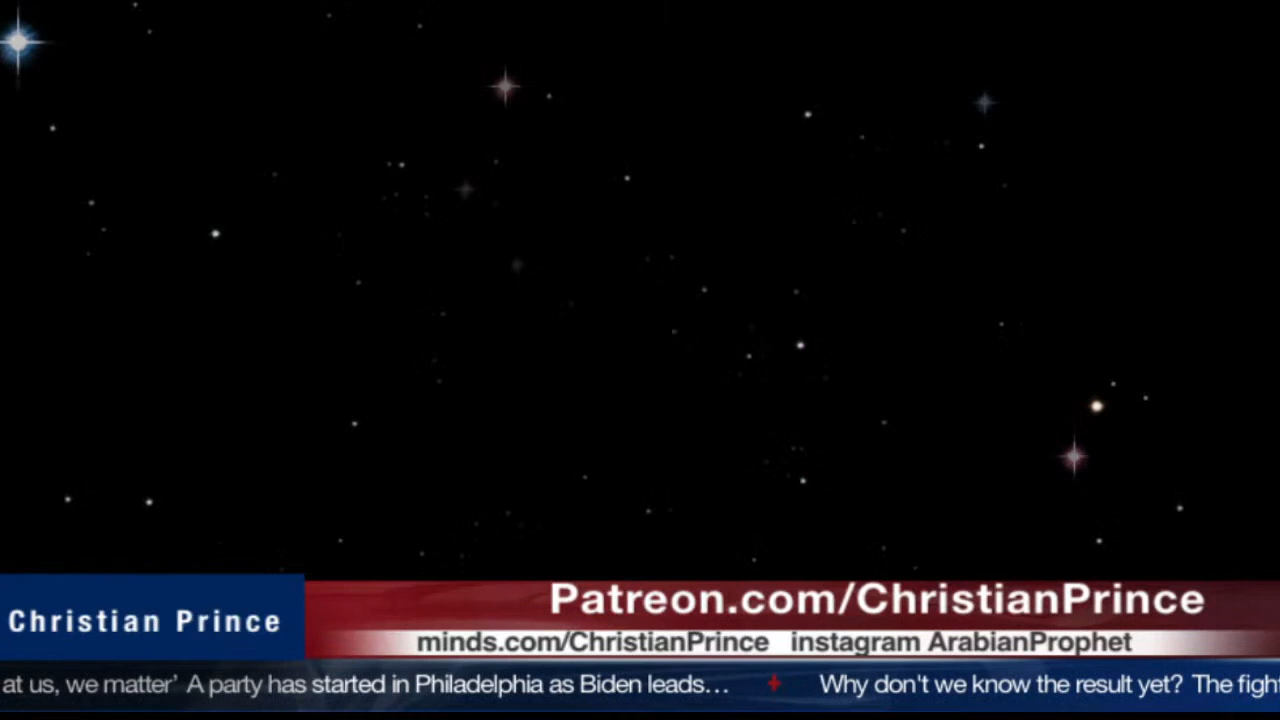 Patreon.com/ChristianPrince
Christian Prince
minds.com/ChristianPrince instagram ArabianProphet
at us, we matter’ A party has started in Philadelphia as Biden leads… Why don't we know the result yet? The fight